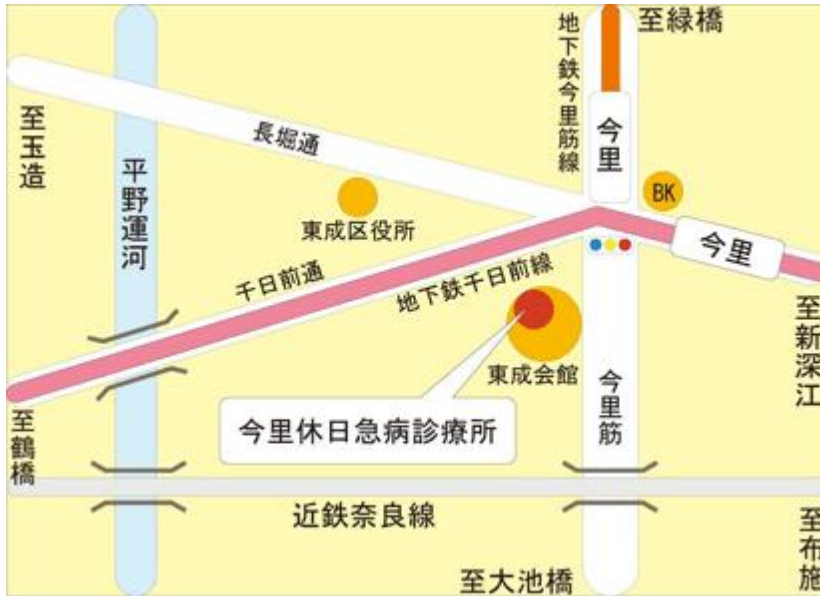 至緑橋
地下鉄今里筋線
今里
BK
至玉造
長堀通
平野運河
東成区役所
今里
千日前通
地下鉄千日前線
至新深江
東成会館
今里筋
至鶴橋
今里休日急病診療所
近鉄奈良線
至布施
至大池橋